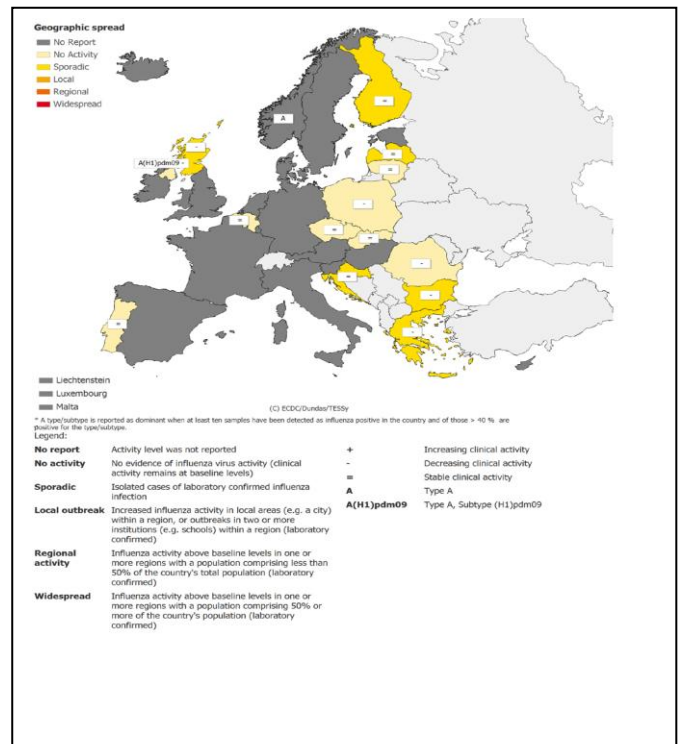 Geographic spread
No Report
No Activity
Sporadic
Local
Regional
Widespread
A
=
-
A(H1)pdm09 -
=
=
-
=
=
=
=
-
=
-
-
Liechtenstein
Luxembourg
Malta
(C) ECDC/Dundas/TESSy
* A type/subtype is reported as dominant when at least ten samples have been detected as influenza positive in the country and of those > 40 % are
positive for the type/subtype.
Legend:
No report Activity level was not reported
No activity No evidence of influenza virus activity (clinical
activity remains at baseline levels)
Sporadic Isolated cases of laboratory confirmed influenza
infection
Local outbreak Increased influenza activity in local areas (e.g. a city)
within a region, or outbreaks in two or more
institutions (e.g. schools) within a region (laboratory
confirmed)
Regional Influenza activity above baseline levels in one or
activity more regions with a population comprising less than
50% of the country's total population (laboratory
confirmed)
Widespread Influenza activity above baseline levels in one or
more regions with a population comprising 50% or
more of the country's population (laboratory
confirmed)
+ Increasing clinical activity
- Decreasing clinical activity
= Stable clinical activity
A Type A
A(H1)pdm09 Type A, Subtype (H1)pdm09